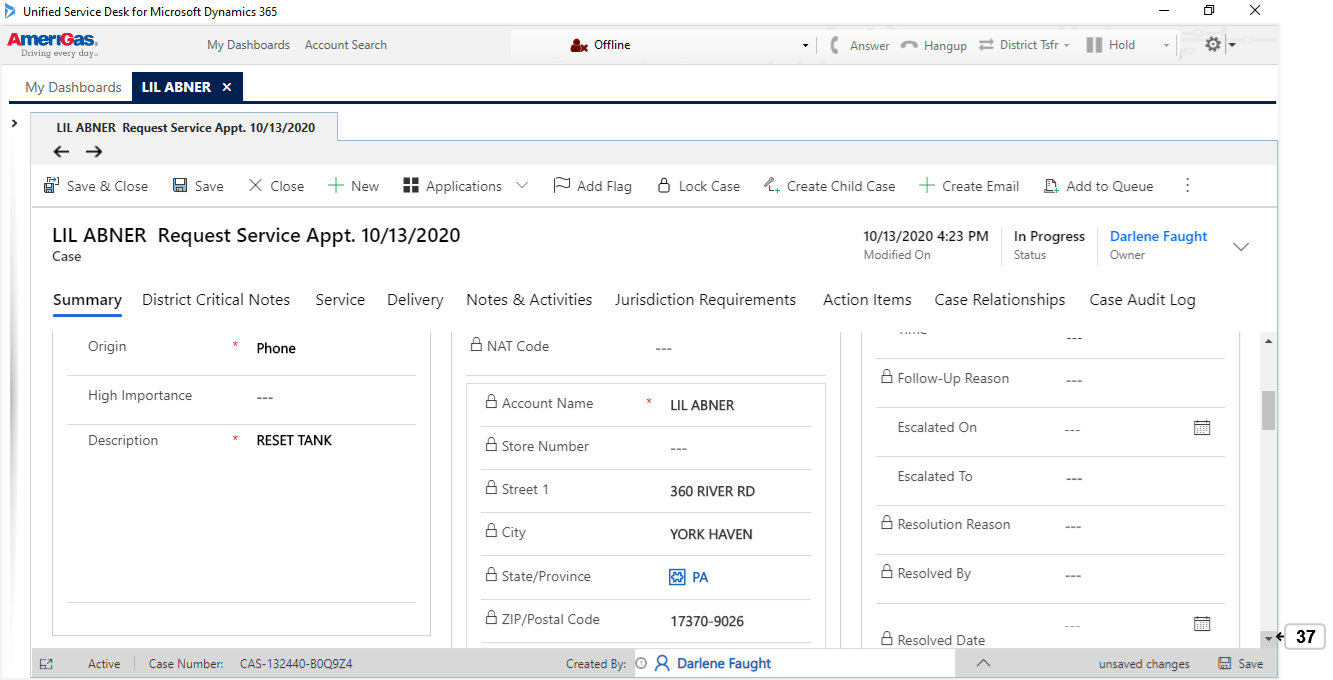 Unified Service Desk for Microsoft Dynamics 365
AmeriGas
Driving every day
My Dashboards Account Search
Offline
Answer Hangup District Tsfr Hold
My Dashboards LIL ABNER
LIL ABNER Request Service Appt. 10/13/2020
Save & Close Save Close New Applications Add Flag Lock Case Create Child Case Create Email Add to Queue
LIL ABNER Request Service Appt. 10/13/2020
Case
10/13/2020 4:23 PM
Modified On
In Progress
Status
Darlene Faught
Owner
Summary District Critical Notes Service Delivery Notes & Activities Jurisdiction Requirements Action Items Case Relationships Case Audit Log
Origin * Phone
High Importance ---
Description * RESET TANK
NAT Code ---
Account Name * LIL ABNER
Store Number ---
Street 1 360 RIVER RD
City YORK HAVEN
State/Province PA
ZIP/Postal Code 17370-9026
Time ---
Follow-Up Reason ---
Escalated On ---
Escalated To ---
Resolution Reason ---
Resolved By ---
Resolved Date ---
37
Active Case Number: CAS-132440-B0Q9Z4 Created By: Darlene Faught unsaved changes Save